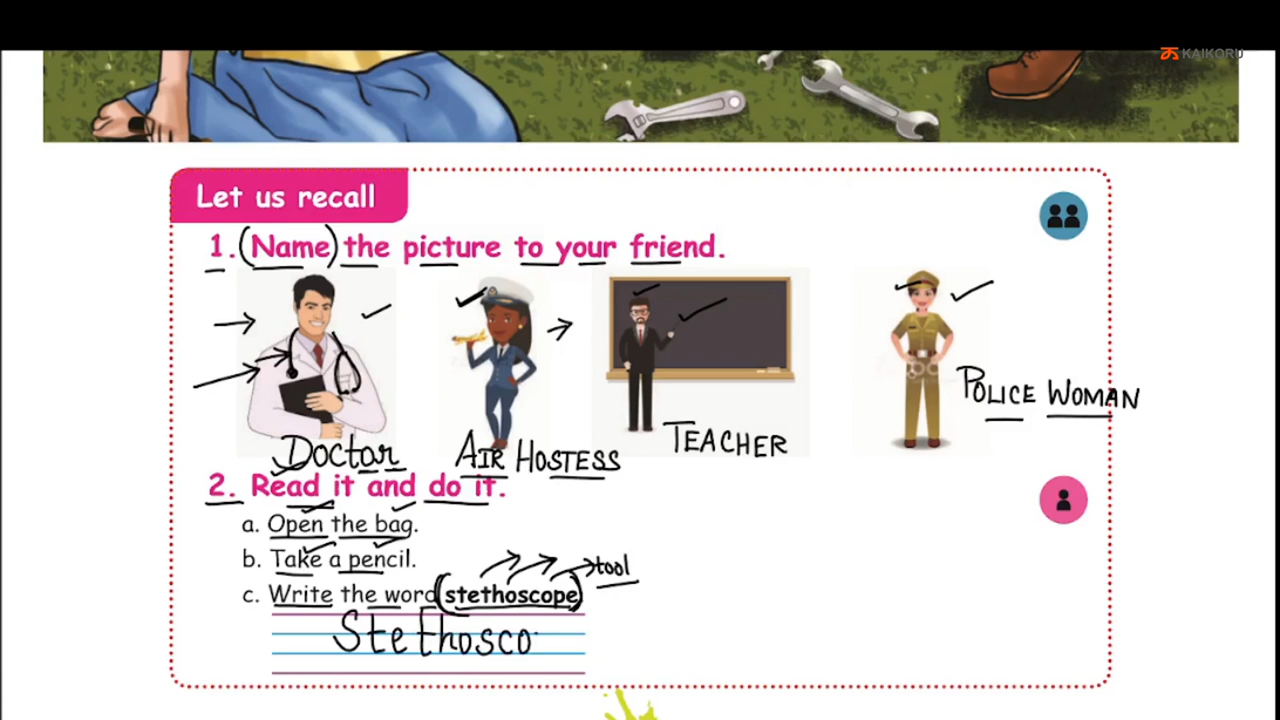 KAIKORU
Let us recall
1. (Name) the picture to your friend.
POLICE WOMAN
Doctor AIR HOSTESS TEACHER
2. Read it and do it.
a. Open the bag.
b. Take a pencil.
tool
c. Write the word (stethoscope)
Stethosco